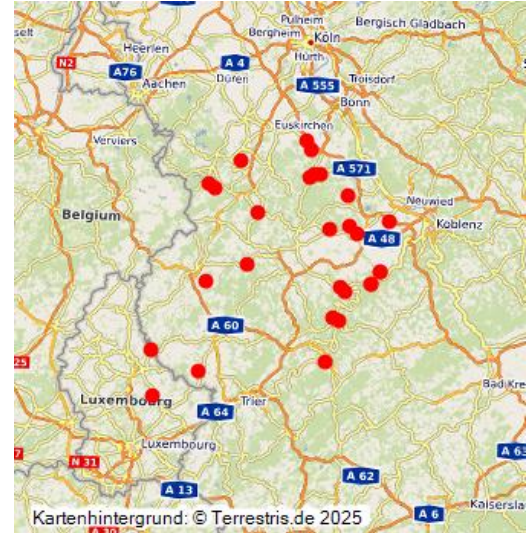 Pulheim
Bergisch Gladbach
Bergheim
Köln
Heerlen
A 4
Hürth
N2
A76
Düren
Troisdorf
Aachen
A 555
Bonn
Euskirchen
Verviers
A 571
Neuwied
Belgium
Koblenz
A 48
A 60
25
Bad Kre
Luxembourg
Trier
A 64
Luxembourg
A 63
N 31
A 62
A 13
Kaisersla
A 6
Kartenhintergrund: © Terrestris.de 2025